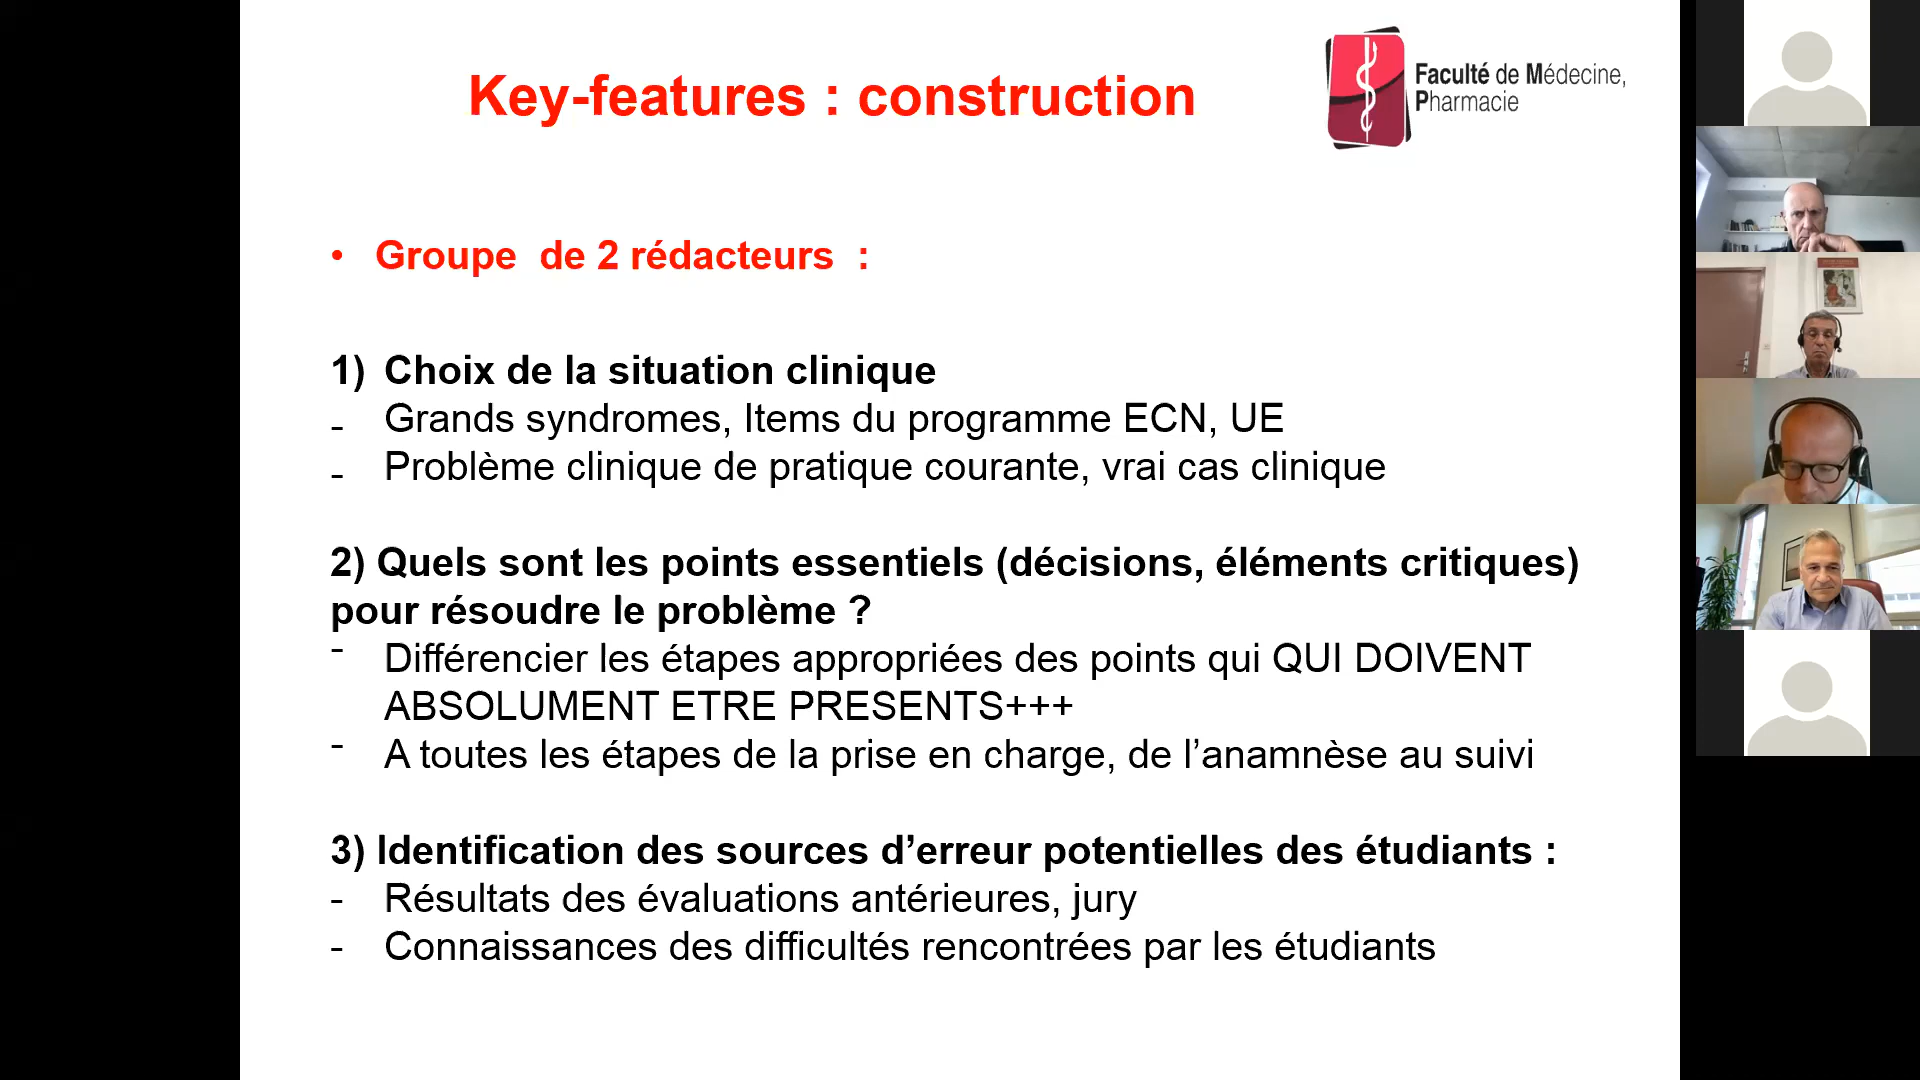 Key-features : construction
Faculté de Médecine,
Pharmacie
• Groupe de 2 rédacteurs :
1) Choix de la situation clinique
- Grands syndromes, Items du programme ECN, UE
- Problème clinique de pratique courante, vrai cas clinique
2) Quels sont les points essentiels (décisions, éléments critiques)
pour résoudre le problème ?
- Différencier les étapes appropriées des points qui QUI DOIVENT
ABSOLUMENT ETRE PRESENTS+++
- A toutes les étapes de la prise en charge, de l’anamnèse au suivi
3) Identification des sources d’erreur potentielles des étudiants :
- Résultats des évaluations antérieures, jury
- Connaissances des difficultés rencontrées par les étudiants